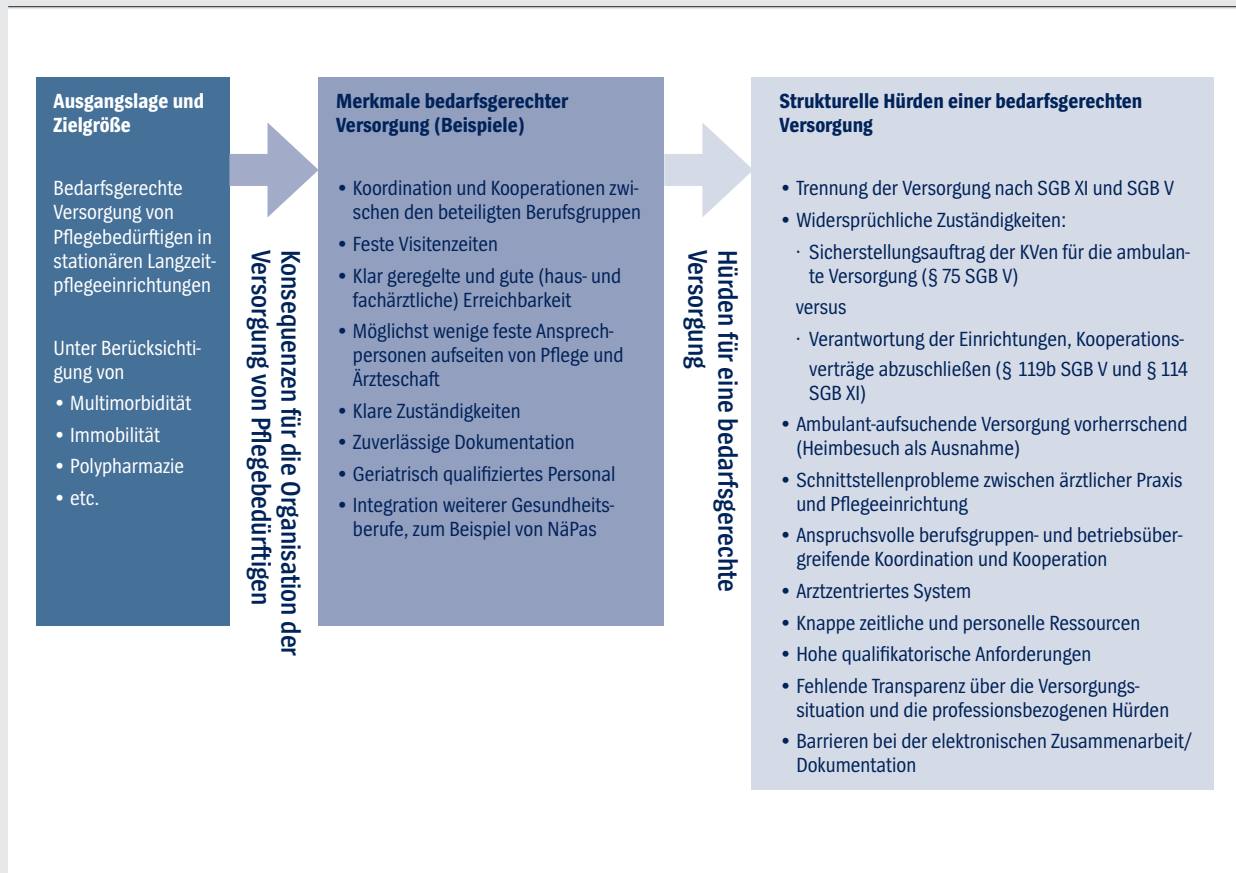 Ausgangslage und
Zielgröße
Bedarfsgerechte
Versorgung von
Pflegebedürftigen in
stationären Langzeit-
pflegeeinrichtungen
Unter Berücksichti-
gung von
• Multimorbidität
• Immobilität
• Polypharmazie
• etc.
Konsequenzen für die Organisation der
Versorgung von Pflegebedürftigen
Merkmale bedarfsgerechter
Versorgung (Beispiele)
• Koordination und Kooperationen zwi-
schen den beteiligten Berufsgruppen
• Feste Visitenzeiten
• Klar geregelte und gute (haus- und
fachärztliche) Erreichbarkeit
• Möglichst wenige feste Ansprech-
personen aufseiten von Pflege und
Ärzteschaft
• Klare Zuständigkeiten
• Zuverlässige Dokumentation
• Geriatrisch qualifiziertes Personal
• Integration weiterer Gesundheits-
berufe, zum Beispiel von NäPas
Hürden für eine bedarfsgerechte
Versorgung
Strukturelle Hürden einer bedarfsgerechten
Versorgung
• Trennung der Versorgung nach SGB XI und SGB V
• Widersprüchliche Zuständigkeiten:
· Sicherstellungsauftrag der KVen für die ambulan-
te Versorgung (§ 75 SGB V)
versus
· Verantwortung der Einrichtungen, Kooperations-
verträge abzuschließen (§ 119b SGB V und § 114
SGB XI)
• Ambulant-aufsuchende Versorgung vorherrschend
(Heimbesuch als Ausnahme)
• Schnittstellenprobleme zwischen ärztlicher Praxis
und Pflegeeinrichtung
• Anspruchsvolle berufsgruppen- und betriebsüber-
greifende Koordination und Kooperation
• Arztzentriertes System
• Knappe zeitliche und personelle Ressourcen
• Hohe qualifikatorische Anforderungen
• Fehlende Transparenz über die Versorgungs-
situation und die professionsbezogenen Hürden
• Barrieren bei der elektronischen Zusammenarbeit/
Dokumentation